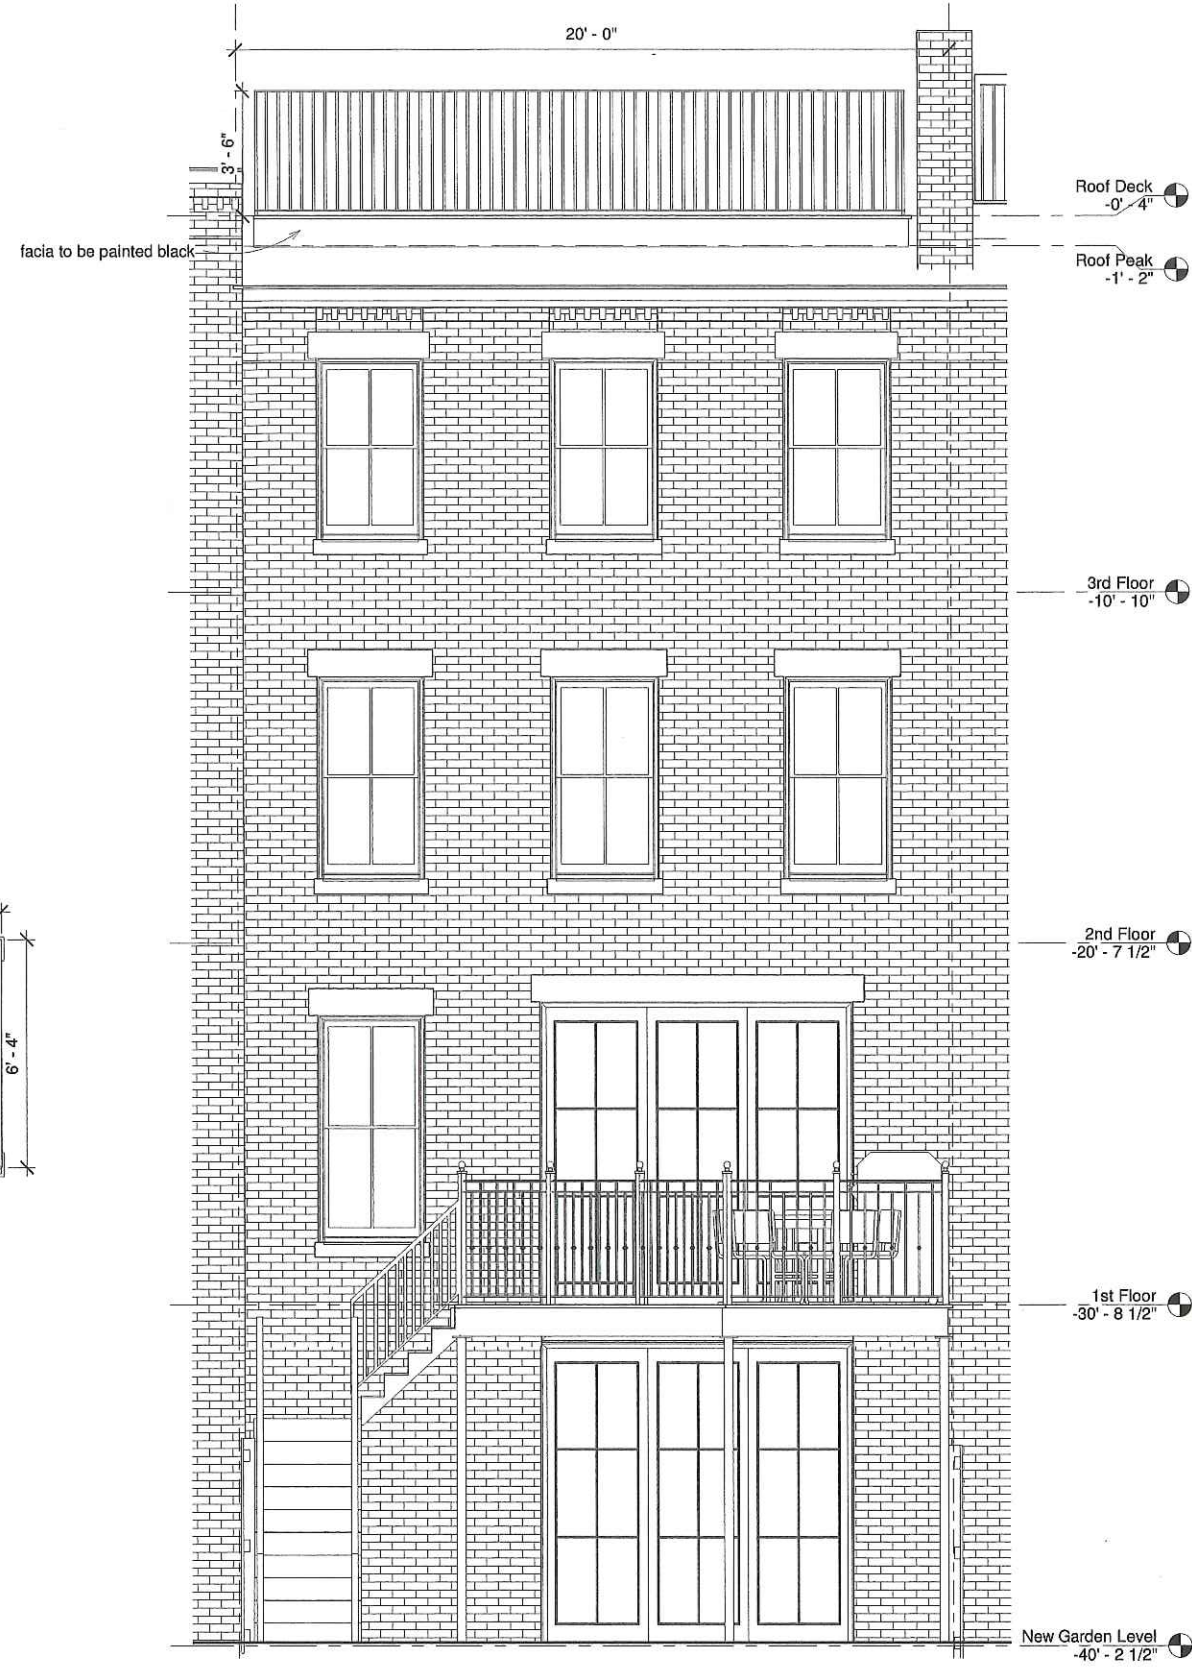 20' - 0"
3' - 6"
Roof Deck
-0' - 4"
facia to be painted black
Roof Peak
-1' - 2"
3rd Floor
-10' - 10"
2nd Floor
-20' - 7 1/2"
6' - 4"
1st Floor
-30' - 8 1/2"
New Garden Level
-40' - 2 1/2"